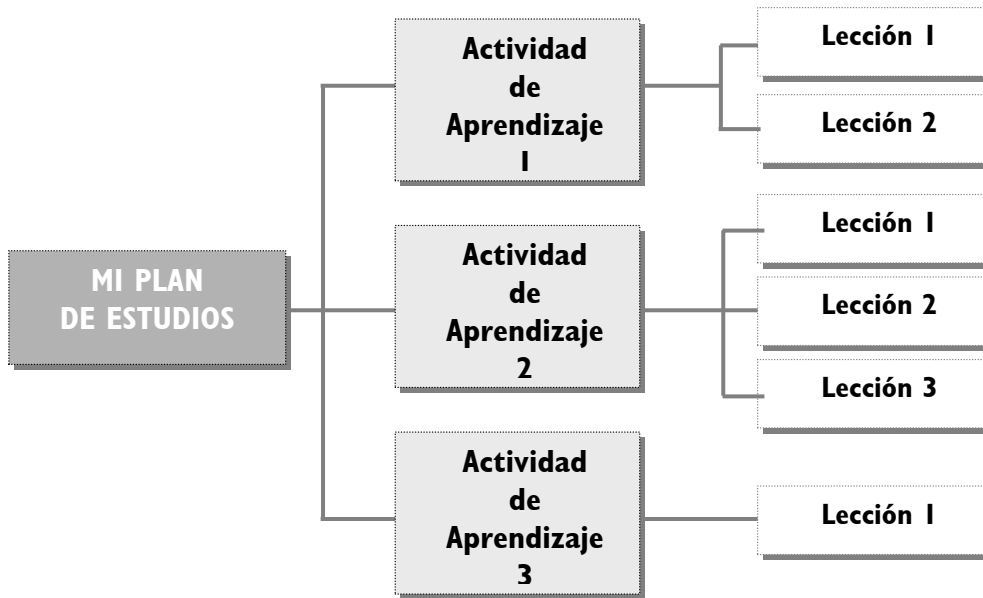 MI PLAN
DE ESTUDIOS
Actividad
de
Aprendizaje
1
Lección 1
Lección 2
Actividad
de
Aprendizaje
2
Lección 1
Lección 2
Lección 3
Actividad
de
Aprendizaje
3
Lección 1